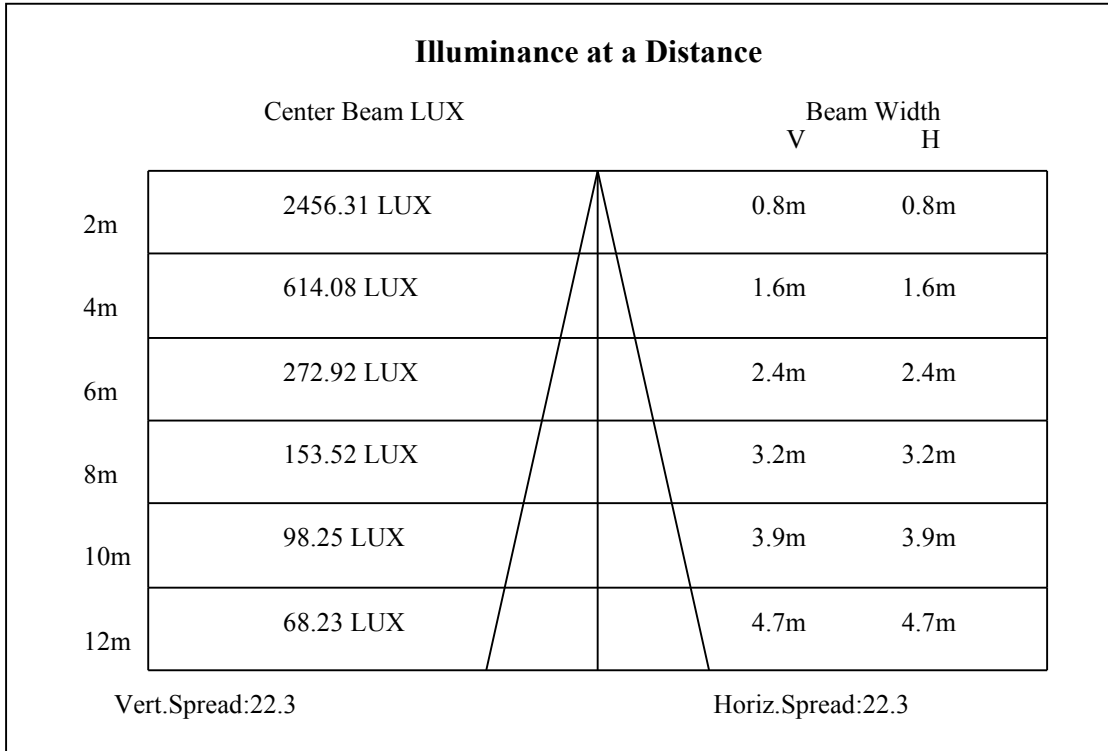 Illuminance at a Distance
Center Beam LUX Beam Width
V H
2m 2456.31 LUX 0.8m 0.8m
4m 614.08 LUX 1.6m 1.6m
6m 272.92 LUX 2.4m 2.4m
8m 153.52 LUX 3.2m 3.2m
10m 98.25 LUX 3.9m 3.9m
12m 68.23 LUX 4.7m 4.7m
Vert.Spread:22.3 Horiz.Spread:22.3